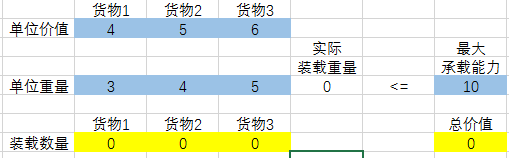 货物1 货物2 货物3
单位价值 4 5 6
实际 最大
装载重量 承载能力
单位重量 3 4 5 0 <= 10
货物1 货物2 货物3 总价值
装载数量 0 0 0 0